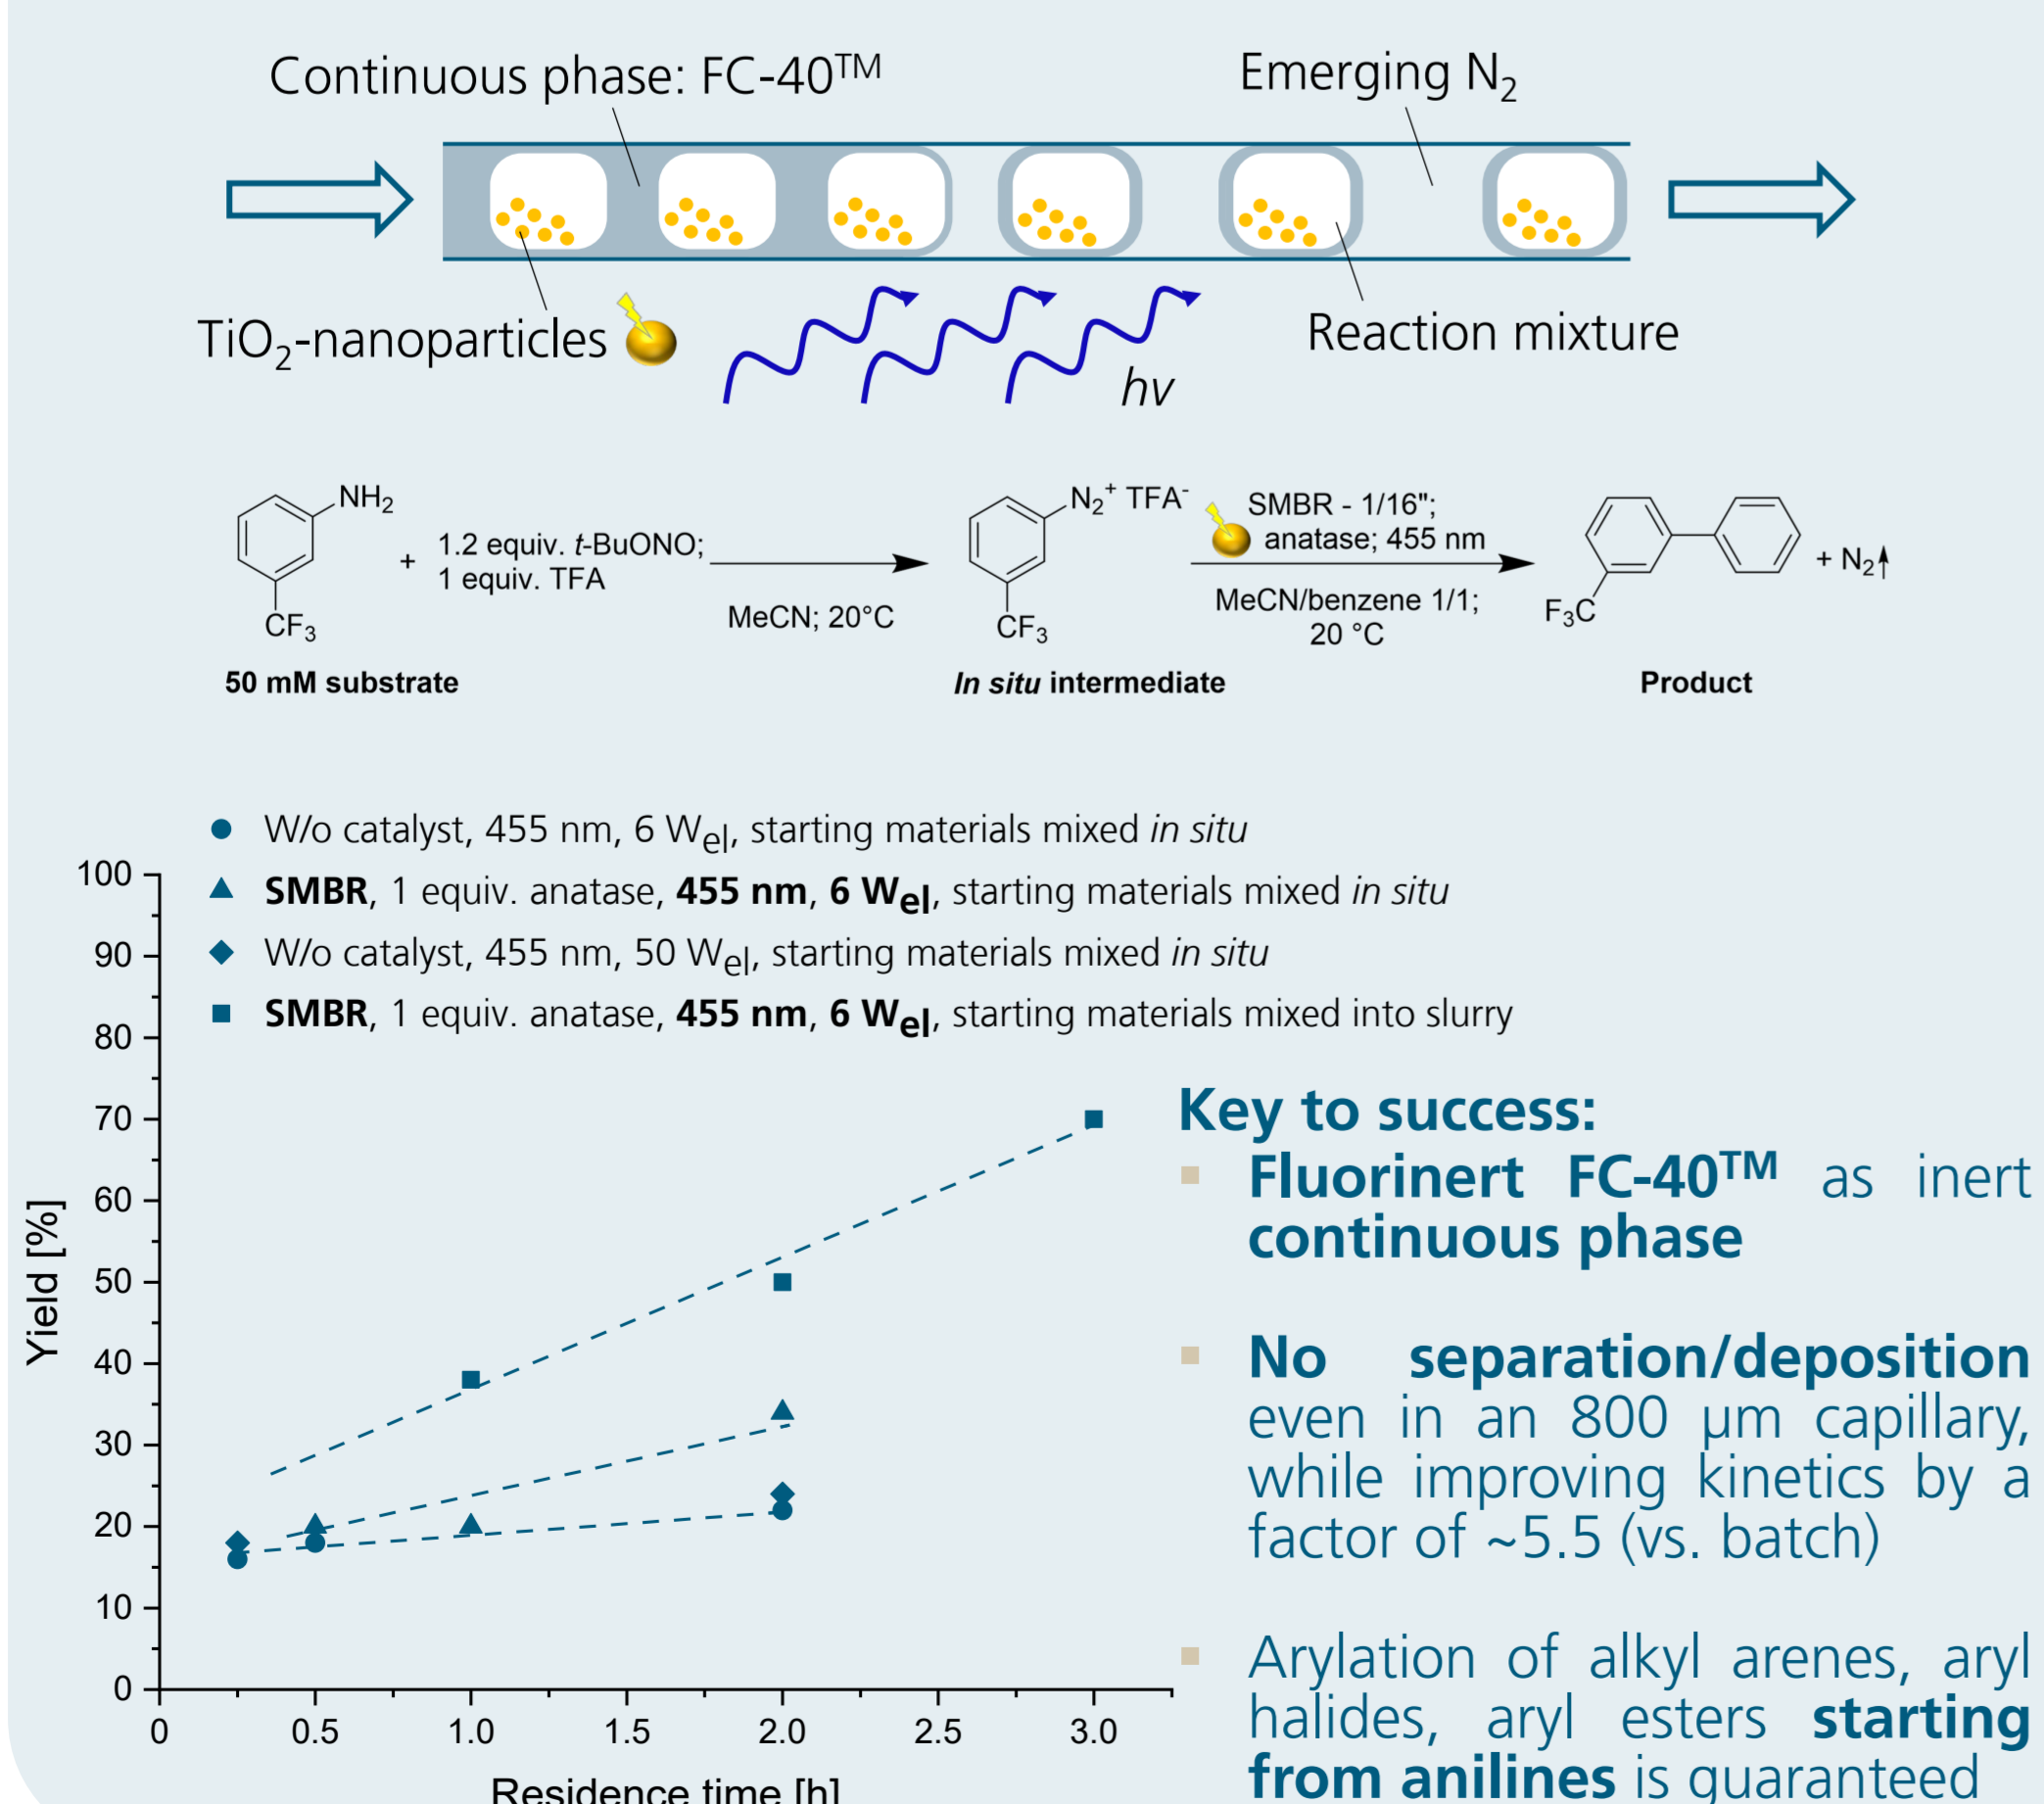 Continuous phase: FC-40™
Emerging N₂
TiO₂-nanoparticles
hν
Reaction mixture
NH₂
CF₃
+
1.2 equiv. t-BuONO;
1 equiv. TFA
MeCN; 20°C
N₂⁺ TFA⁻
CF₃
SMBR - 1/16";
anatase; 455 nm
MeCN/benzene 1/1;
20 °C
F₃C
+ N₂
50 mM substrate
In situ intermediate
Product
W/o catalyst, 455 nm, 6 Wel, starting materials mixed in situ
SMBR, 1 equiv. anatase, 455 nm, 6 Wel, starting materials mixed in situ
W/o catalyst, 455 nm, 50 Wel, starting materials mixed in situ
SMBR, 1 equiv. anatase, 455 nm, 6 Wel, starting materials mixed into slurry
100
90
80
70
60
50
40
30
20
10
0
Yield [%]
0 0.5 1.0 1.5 2.0 2.5 3.0
Residence time [h]
Key to success:
Fluorinert FC-40™ as inert
continuous phase
No separation/deposition
even in an 800 µm capillary,
while improving kinetics by a
factor of ~5.5 (vs. batch)
Arylation of alkyl arenes, aryl
halides, aryl esters starting
from anilines is guaranteed